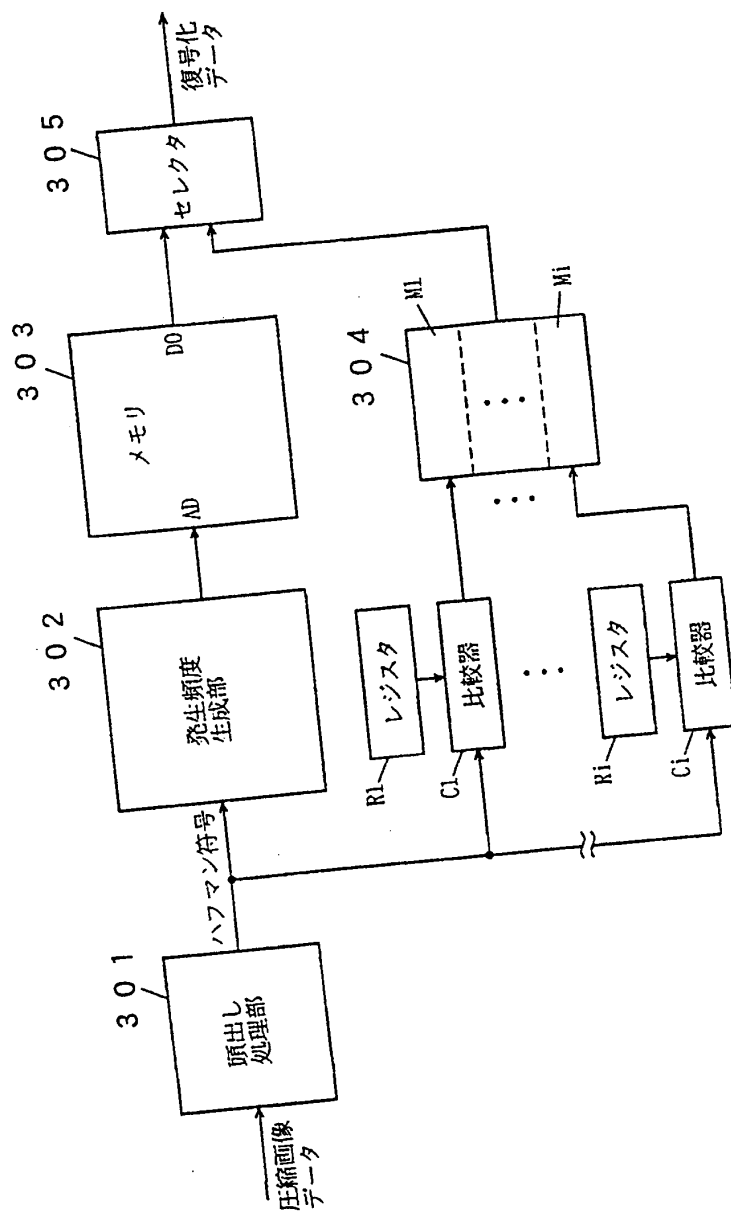 圧縮画像
データ
301
頭出し
処理部
ハフマン符号
302
発生頻度
生成部
303
AD
メモリ
DO
305
セレクタ
復号化
データ
R1
レジスタ
C1
比較器
・・・
Ri
レジスタ
Ci
比較器
・・・
304
M1
・・・
Mi